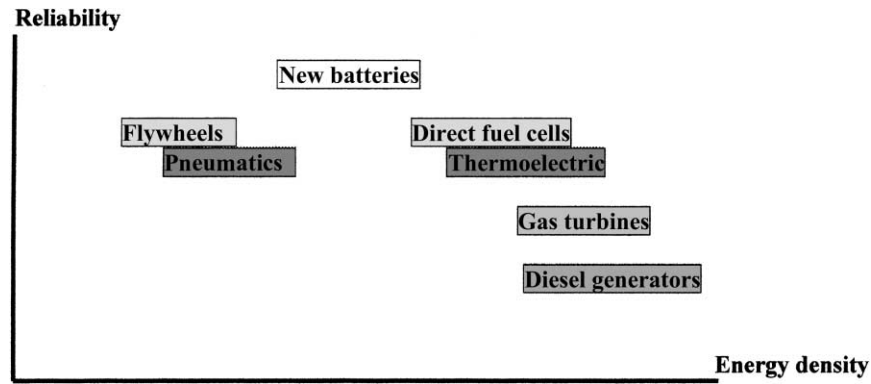 Reliability
New batteries
Flywheels
Direct fuel cells
Pneumatics
Thermoelectric
Gas turbines
Diesel generators
Energy density